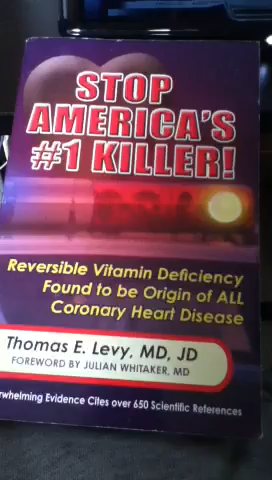 STOP
AMERICA'S
#1 KILLER!
Reversible Vitamin Deficiency
Found to be Origin of ALL
Coronary Heart Disease
Thomas E. Levy, MD, JD
FOREWORD BY JULIAN WHITAKER, MD
rwhelming Evidence Cites over 650 Scientific References